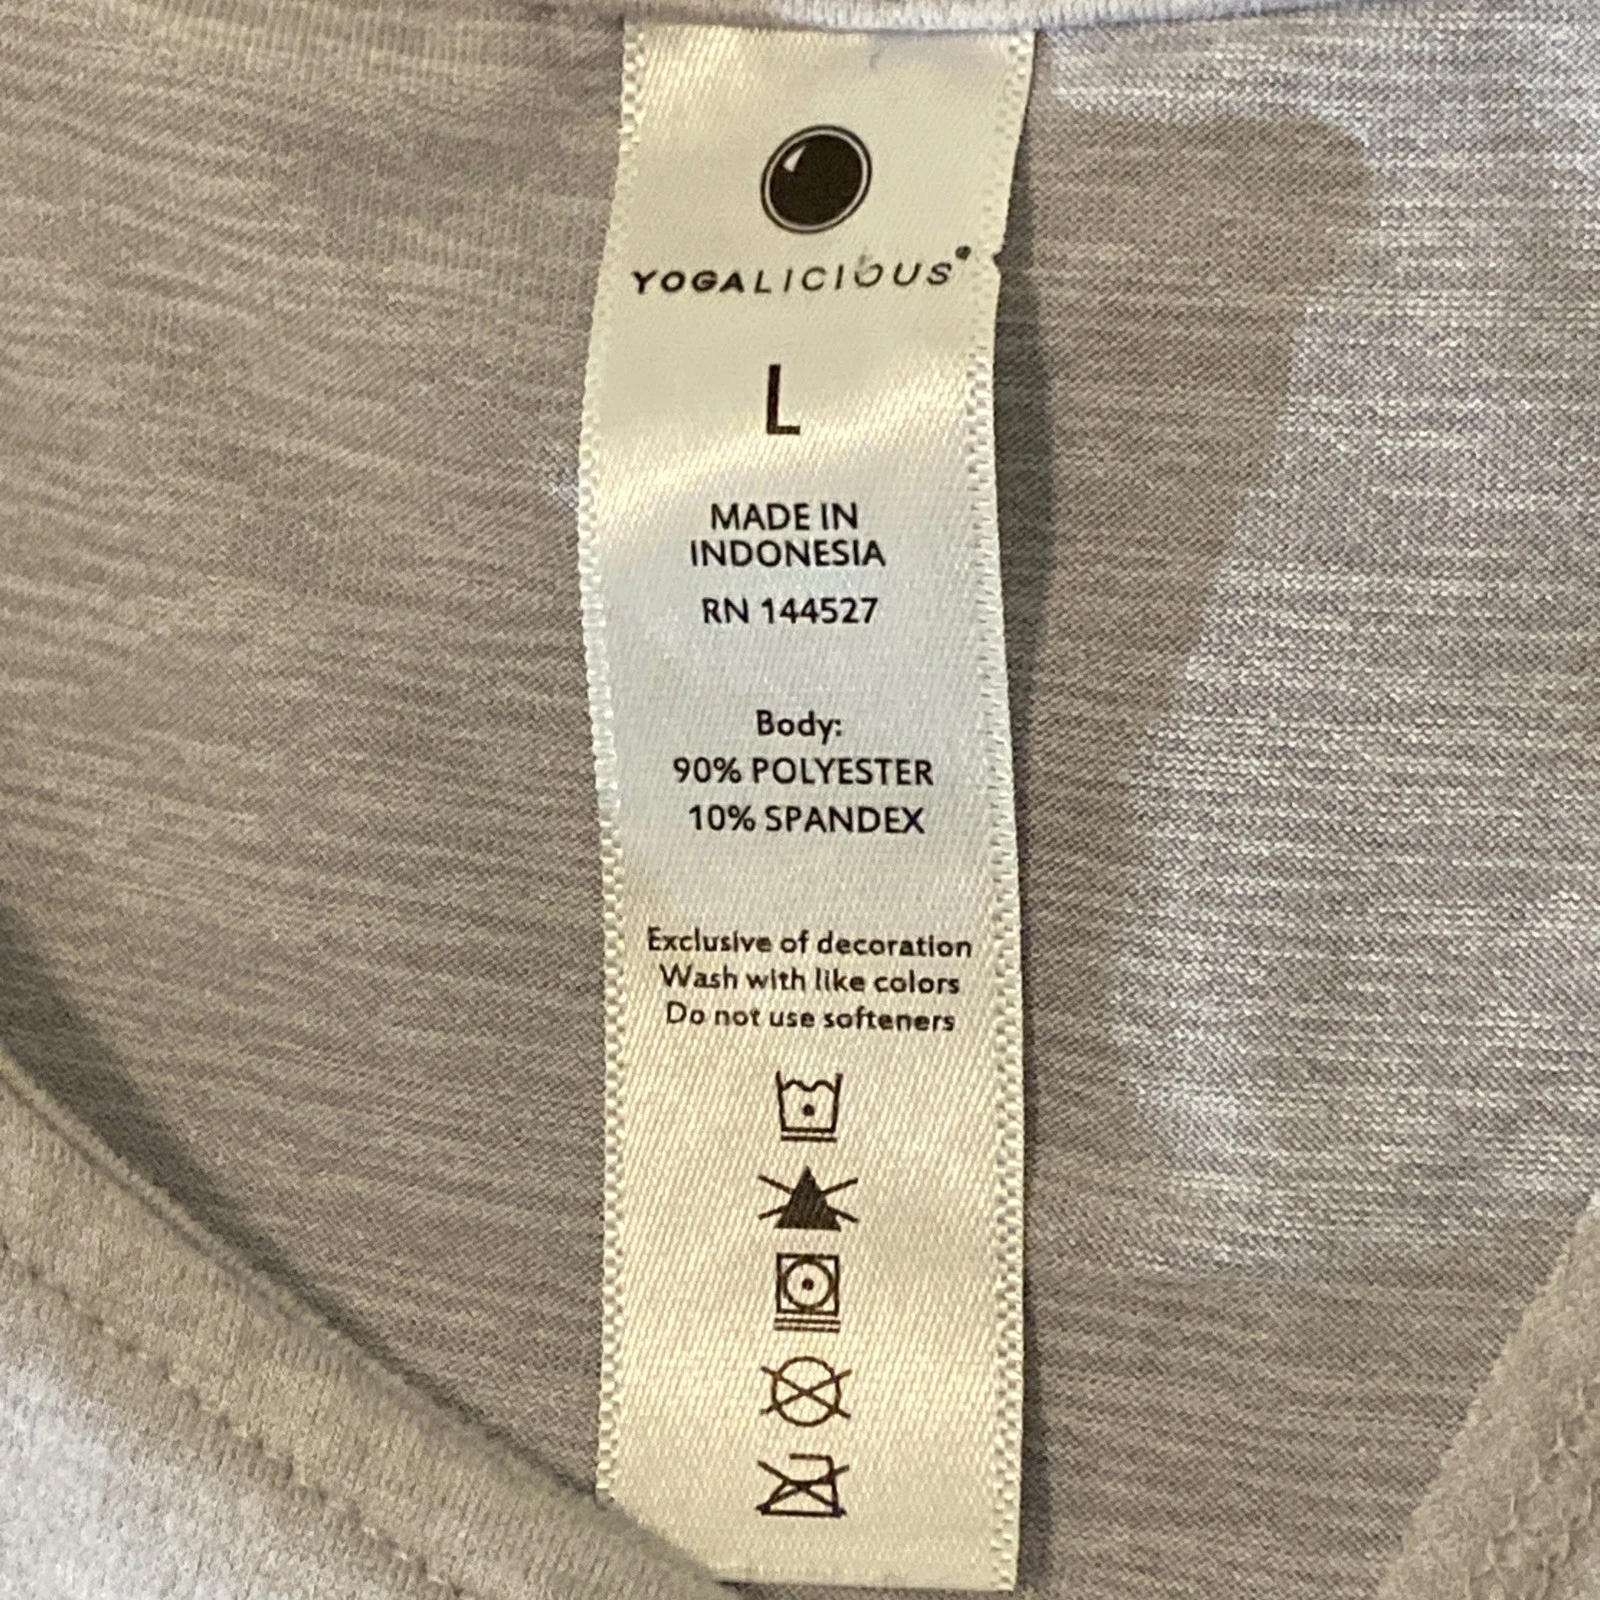 YOGALICIOUS®
L
MADE IN
INDONESIA
RN 144527
Body:
90% POLYESTER
10% SPANDEX
Exclusive of decoration
Wash with like colors
Do not use softeners